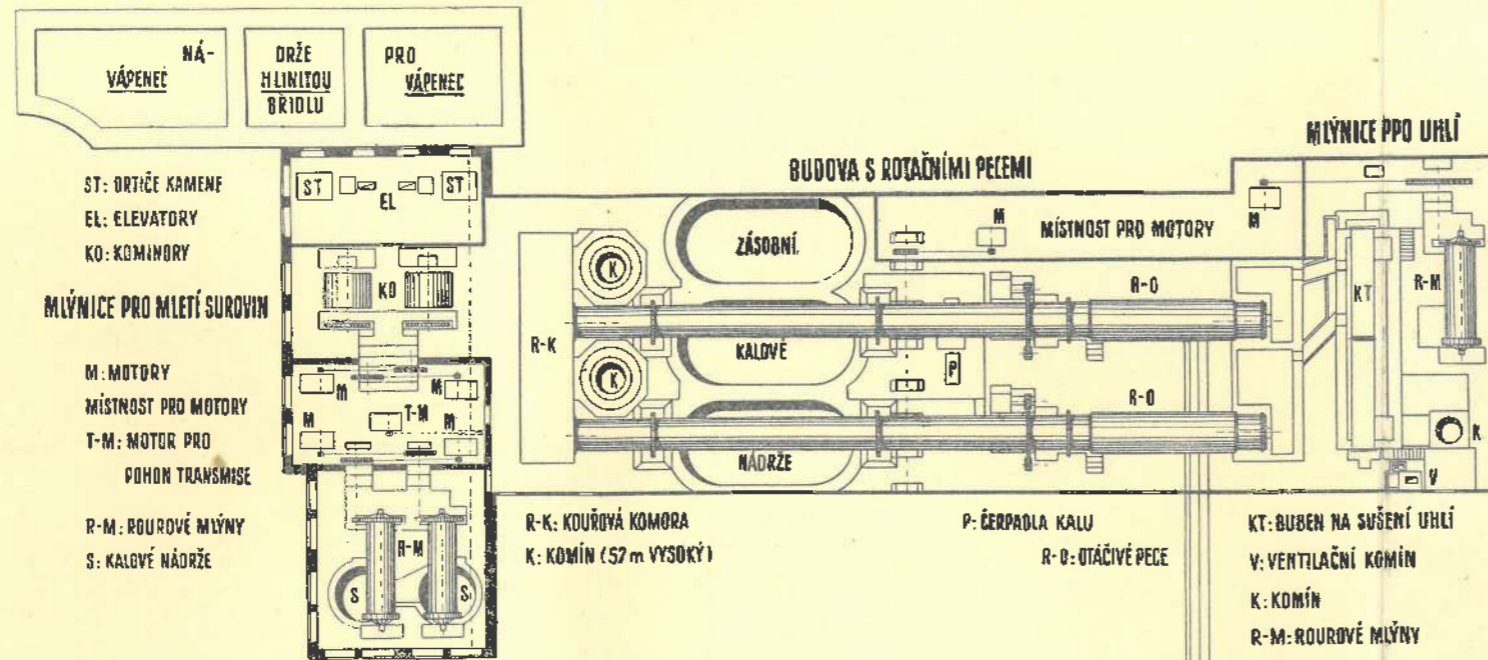 NÁ-
VÁPENEC
DRŽE
HLINITOU
BŘIDLU
PRO
VÁPENEC
MLÝNICE PPO UHLÍ
BUDOVA S ROTAČNÍMI PECEMI
ST: DRTIČE KAMENE
EL: ELEVATORY
KO: KOMINORY
MLÝNICE PRO MLETÍ SUROVIN
M: MOTORY
MÍSTNOST PRO MOTORY
T-M: MOTOR PRO
POHON TRANSMISE
R-M: ROUROVÉ MLÝNY
S: KALOVÉ NÁDRŽE
ST
EL
ST
KO
M
M
T-M
M
M
R-M
S
S
R-K
K
K
ZÁSOBNÍ
KALOVÉ
NÁDRŽE
M
MÍSTNOST PRO MOTORY
M
P
R-O
R-O
KT
R-M
K
V
R-K: KOUŘOVÁ KOMORA
K: KOMÍN (57m VYSOKÝ)
P: ČERPADLA KALU
R-O: OTÁČIVÉ PECE
KT: BUBEN NA SUŠENÍ UHLÍ
V: VENTILAČNÍ KOMÍN
K: KOMÍN
R-M: ROUROVÉ MLÝNY